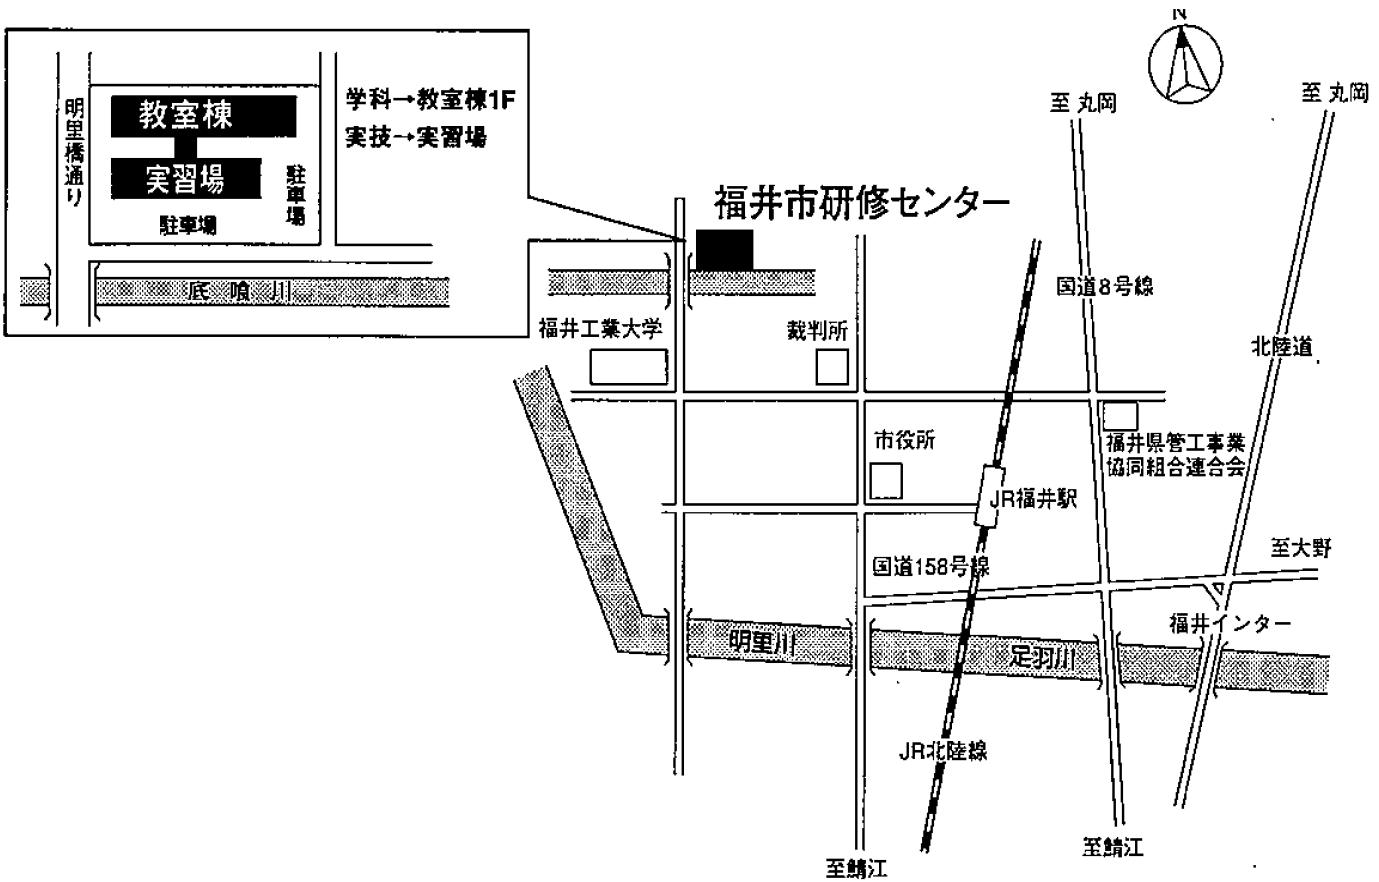 N
至 丸岡
至 丸岡
明里橋通り
教室棟
実習場
駐車場
駐車場
学科→教室棟1F
実技→実習場
底喰川
福井市研修センター
国道8号線
北陸道
福井工業大学
裁判所
市役所
福井県管工事業
協同組合連合会
JR福井駅
国道158号線
至大野
福井インター
明里川
足羽川
JR北陸線
至鯖江
至鯖江